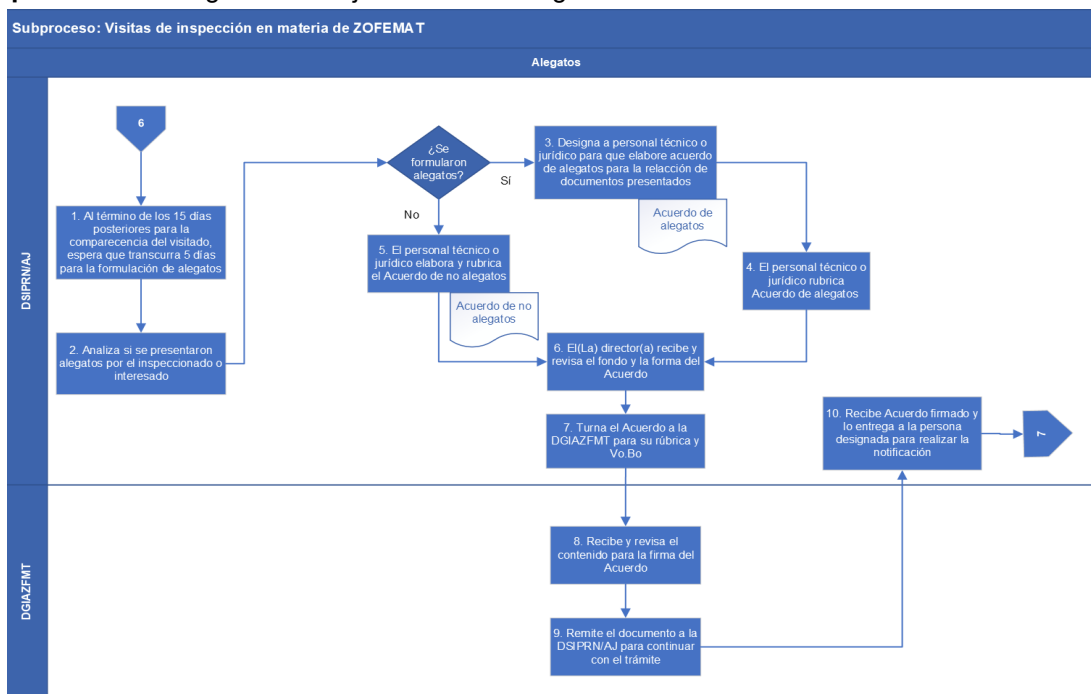 Subproceso: Visitas de inspección en materia de ZOFEMAT
Alegatos
DSIPRN/AJ
6
1. Al término de los 15 días
posteriores para la
comparecencia del visitado,
espera que transcurra 5 días
para la formulación de alegatos
2. Analiza si se presentaron
alegatos por el inspeccionado o
interesado
¿Se
formularon
alegatos?
Sí
No
3. Designa a personal técnico o
jurídico para que elabore acuerdo
de alegatos para la relacción de
documentos presentados
Acuerdo de
alegatos
4. El personal técnico o
jurídico rubrica
Acuerdo de alegatos
5. El personal técnico o
jurídico elabora y rubrica
el Acuerdo de no alegatos
Acuerdo de no
alegatos
6. El(La) director(a) recibe y
revisa el fondo y la forma del
Acuerdo
7. Turna el Acuerdo a la
DGIAZFMT para su rúbrica y
Vo.Bo
10. Recibe Acuerdo firmado y
lo entrega a la persona
designada para realizar la
notificación
7
DGIAZFMT
8. Recibe y revisa el
contenido para la firma del
Acuerdo
9. Remite el documento a la
DSIPRN/AJ para continuar
con el trámite